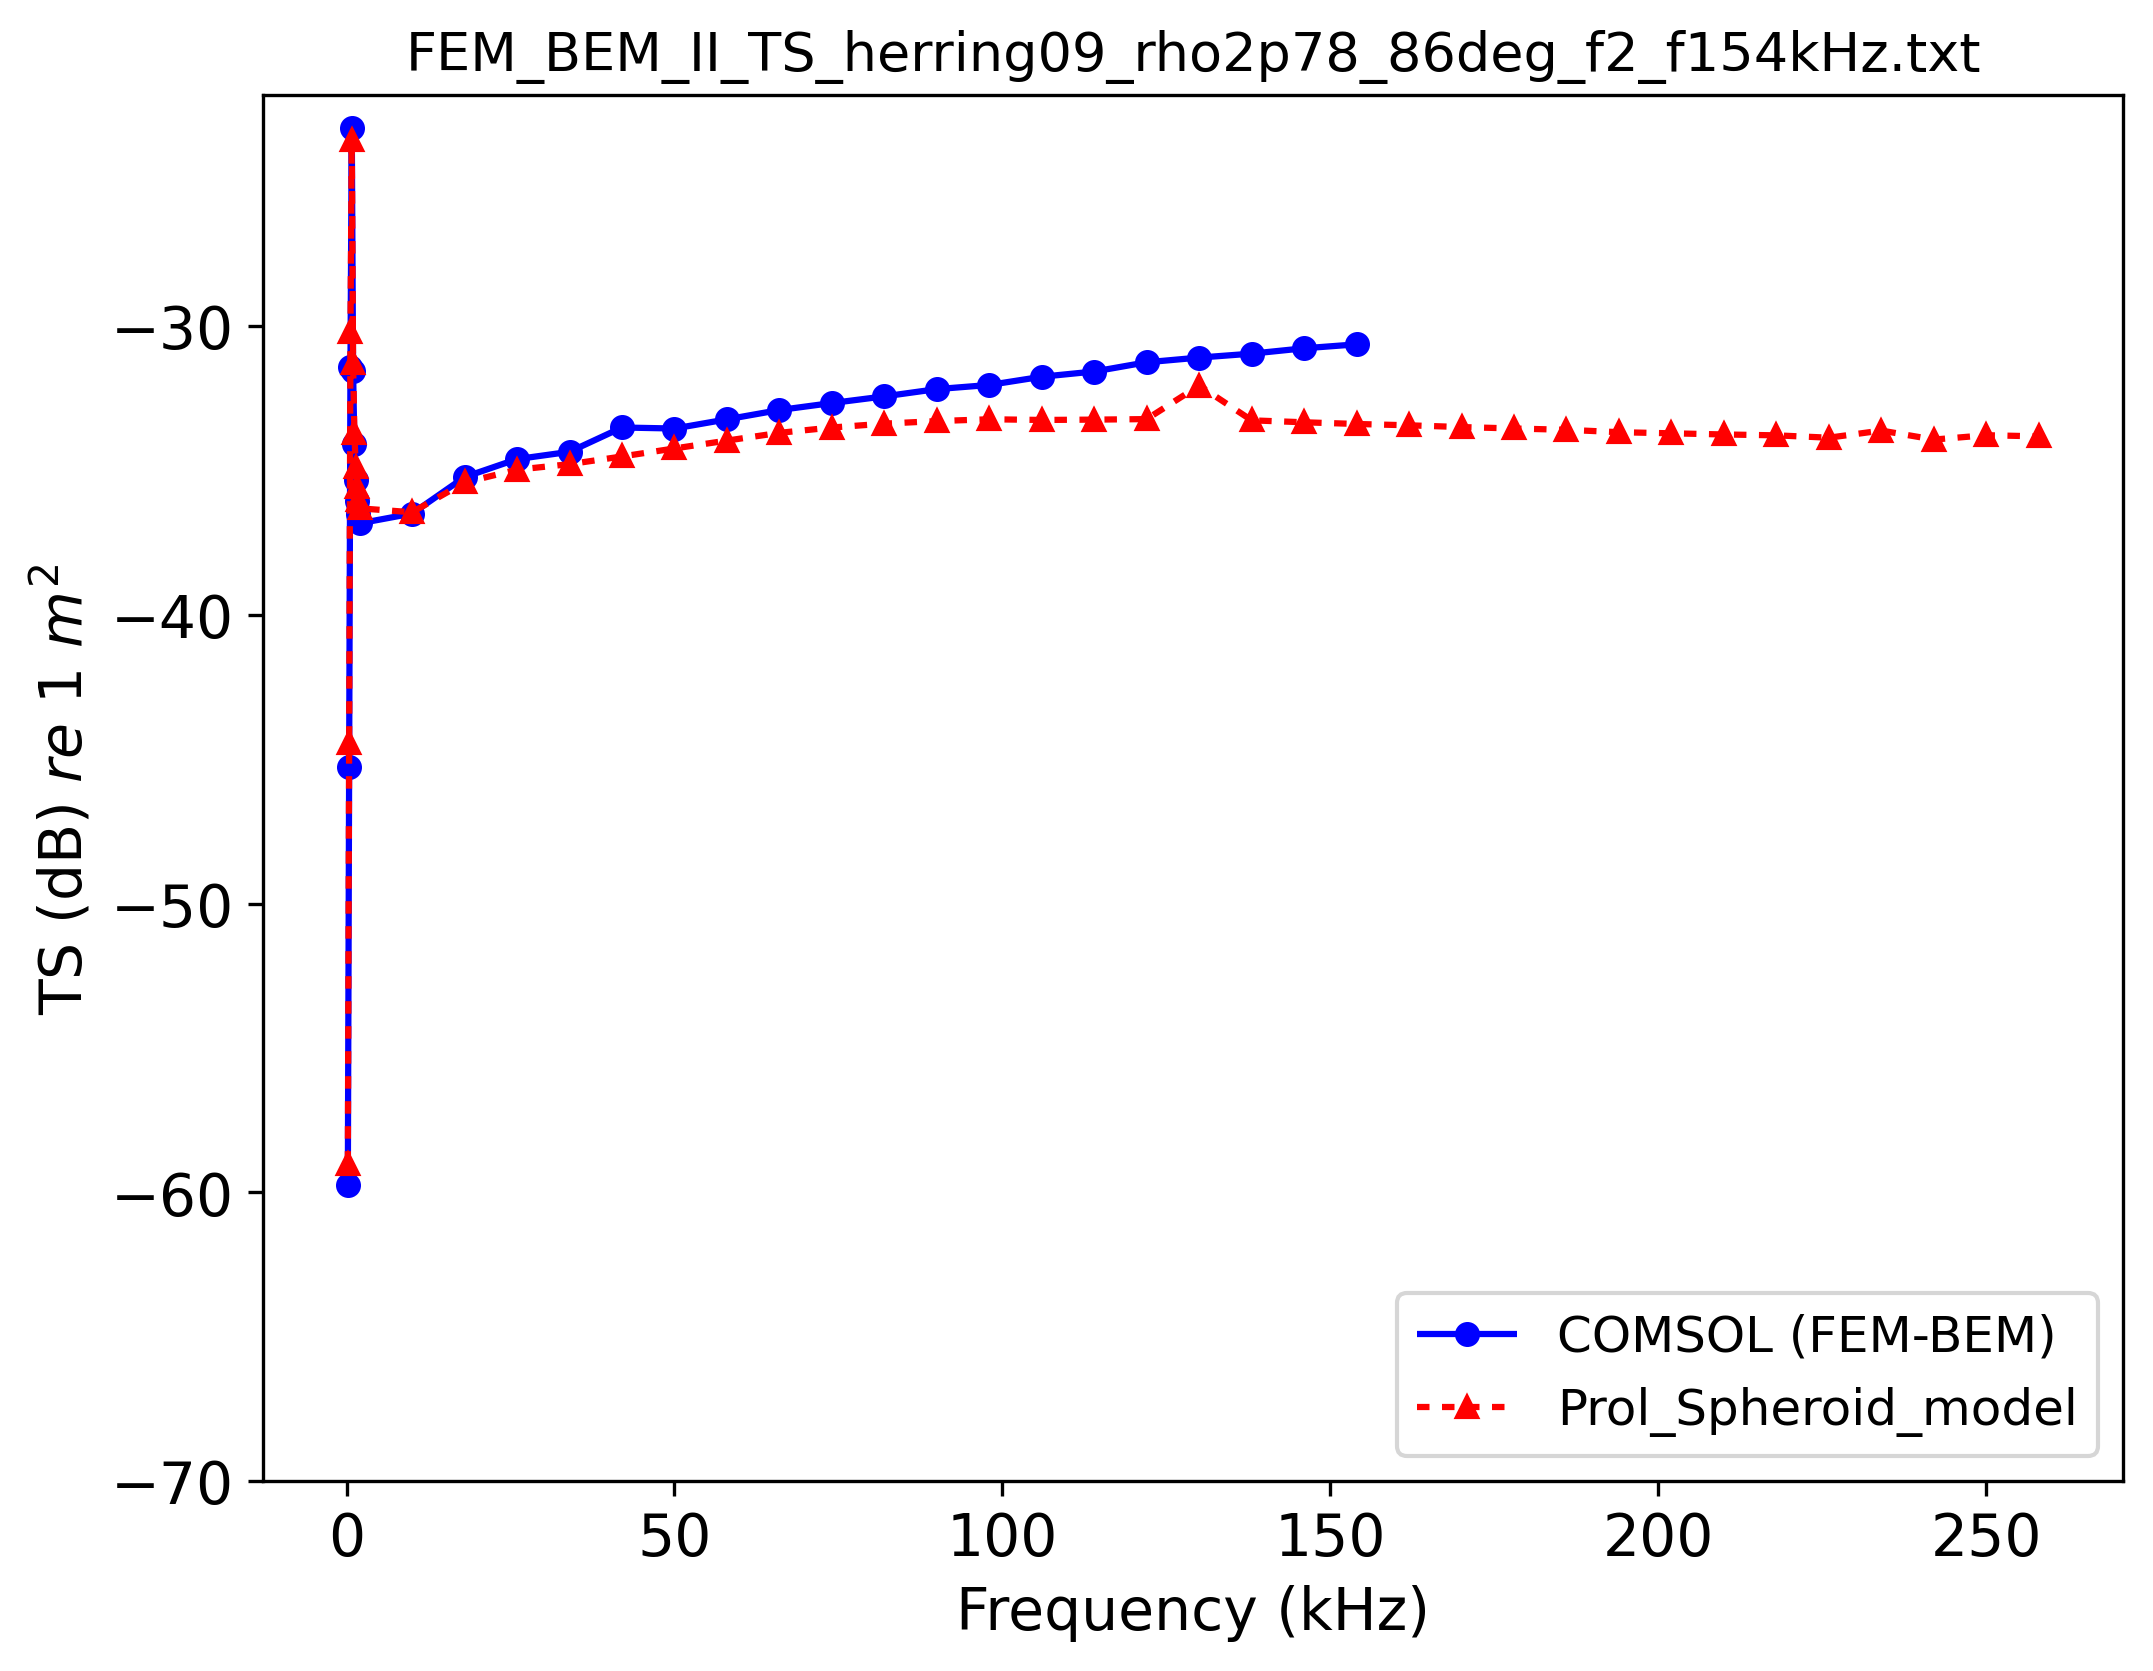 FEM_BEM_II_TS_herring09_rho2p78_86deg_f2_f154kHz.txt
TS (dB) re 1 m²
−30
−40
−50
−60
−70
0 50 100 150 200 250
Frequency (kHz)
COMSOL (FEM-BEM)
Prol_Spheroid_model